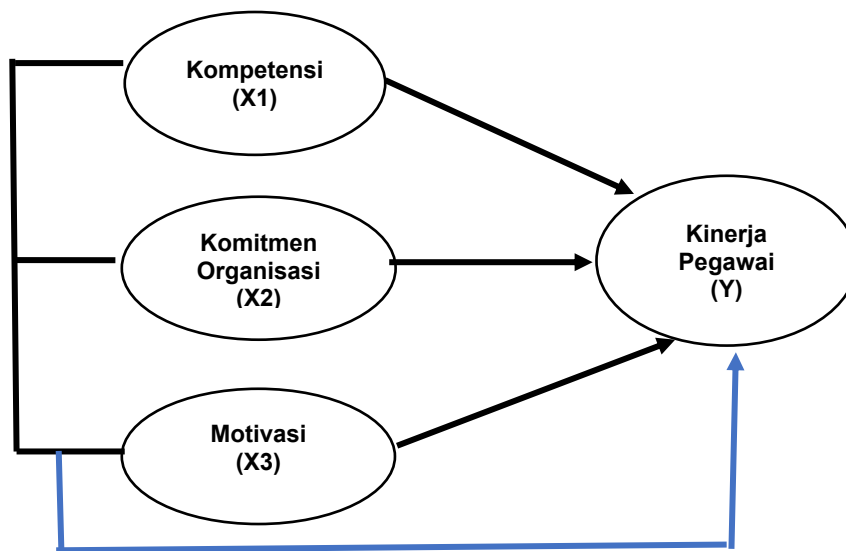 Kompetensi
(X1)
Komitmen
Organisasi
(X2)
Motivasi
(X3)
Kinerja
Pegawai
(Y)